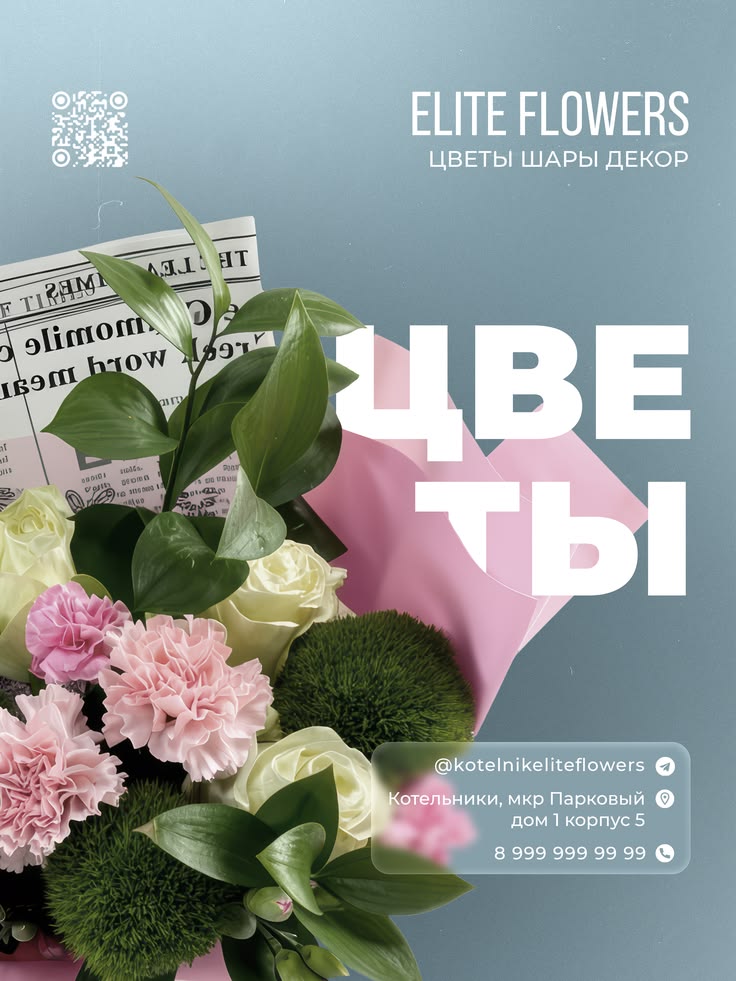 ELITE FLOWERS
ЦВЕТЫ ШАРЫ ДЕКОР
ЦВЕ
ТЫ
@kotelnikeliteflowers
Котельники, мкр Парковый
дом 1 корпус 5
8 999 999 99 99